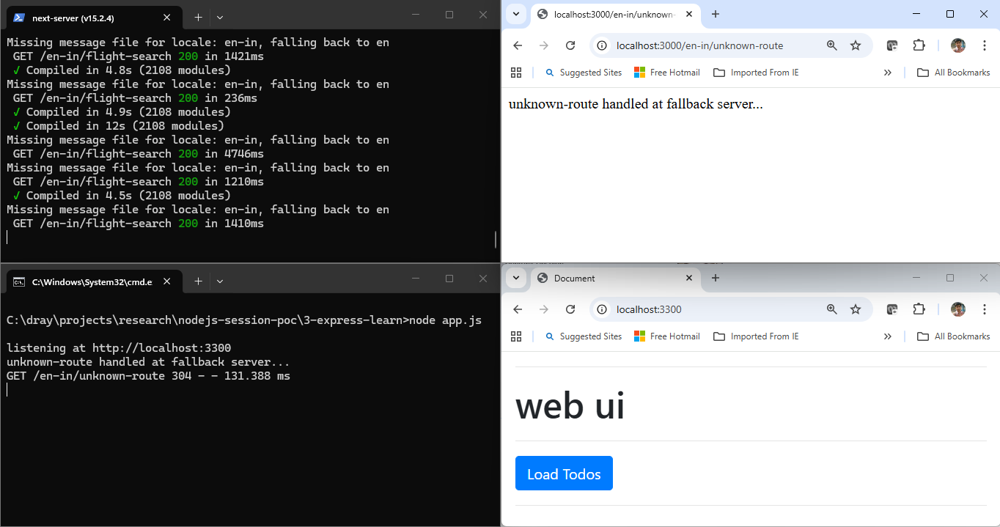 next-server (v15.2.4)
Missing message file for locale: en-in, falling back to en
GET /en-in/flight-search 200 in 1421ms
✓ Compiled in 4.8s (2108 modules)
Missing message file for locale: en-in, falling back to en
GET /en-in/flight-search 200 in 236ms
✓ Compiled in 4.9s (2108 modules)
✓ Compiled in 12s (2108 modules)
Missing message file for locale: en-in, falling back to en
GET /en-in/flight-search 200 in 4746ms
Missing message file for locale: en-in, falling back to en
GET /en-in/flight-search 200 in 1210ms
✓ Compiled in 4.5s (2108 modules)
Missing message file for locale: en-in, falling back to en
GET /en-in/flight-search 200 in 1410ms
localhost:3000/en-in/unknown-
localhost:3000/en-in/unknown-route
Suggested Sites Free Hotmail Imported From IE » All Bookmarks
unknown-route handled at fallback server...
C:\Windows\System32\cmd.e
C:\dray\projects\research\nodejs-session-poc\3-express-learn>node app.js
listening at http://localhost:3300
unknown-route handled at fallback server...
GET /en-in/unknown-route 304 - - 131.388 ms
Document
localhost:3300
Suggested Sites Free Hotmail Imported From IE » All Bookmarks
web ui
Load Todos